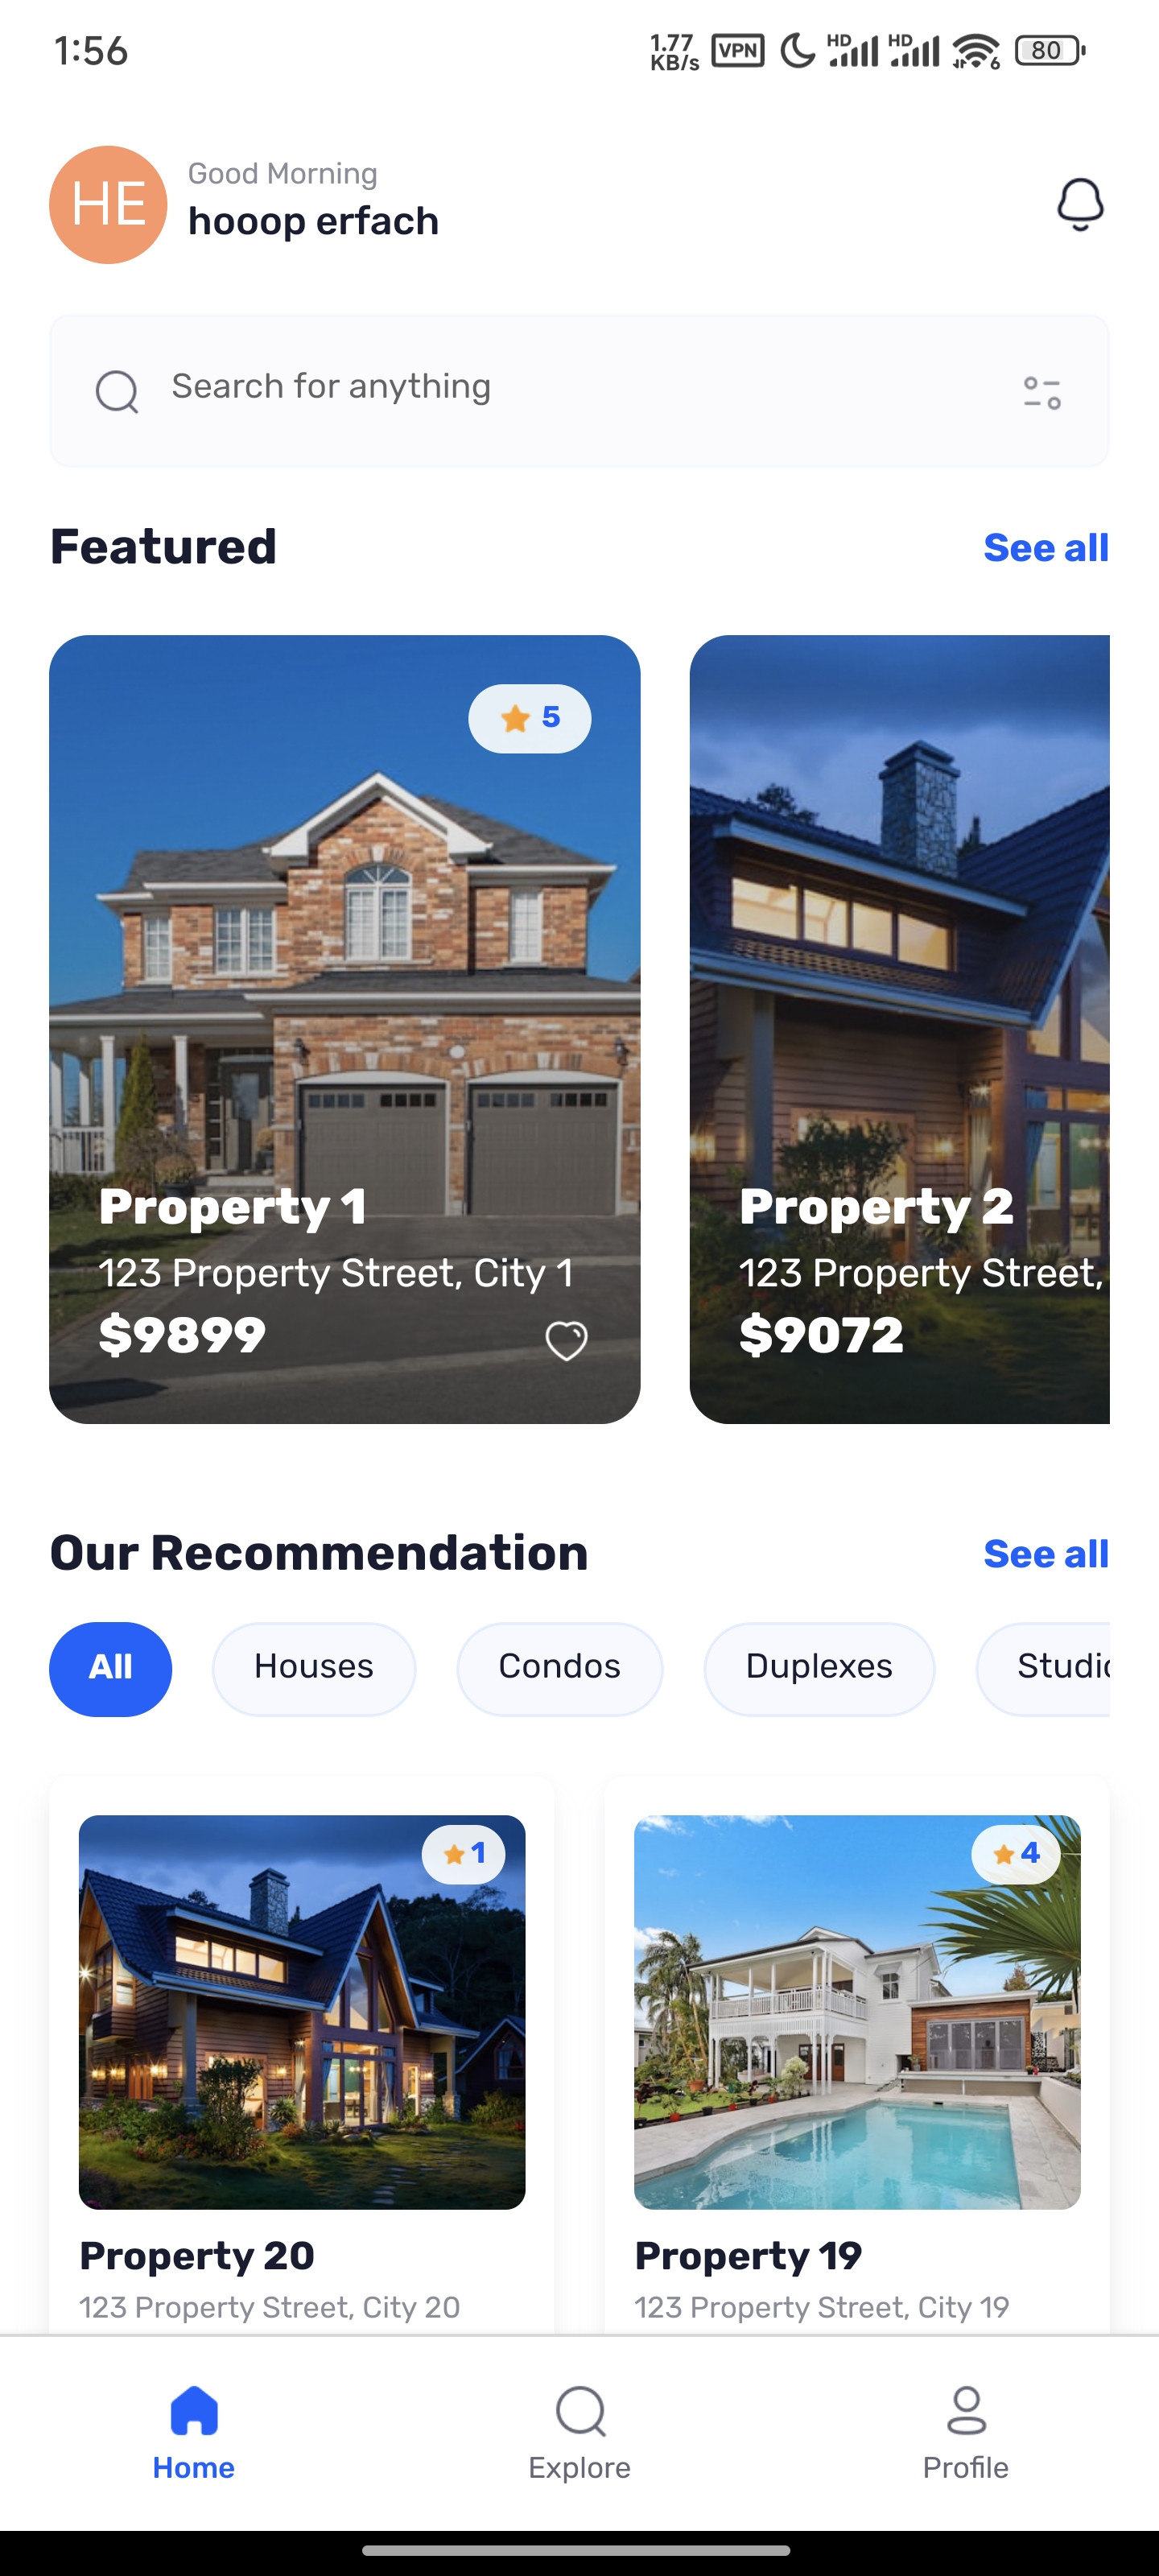 1:56
1.77
KB/s
VPN
HD
HD
6
80
HE
Good Morning
hooop erfach
Search for anything
Featured
See all
5
Property 1
123 Property Street, City 1
$9899
Property 2
123 Property Street,
$9072
Our Recommendation
See all
All
Houses
Condos
Duplexes
Studio
1
4
Property 20
123 Property Street, City 20
Property 19
123 Property Street, City 19
Home
Explore
Profile